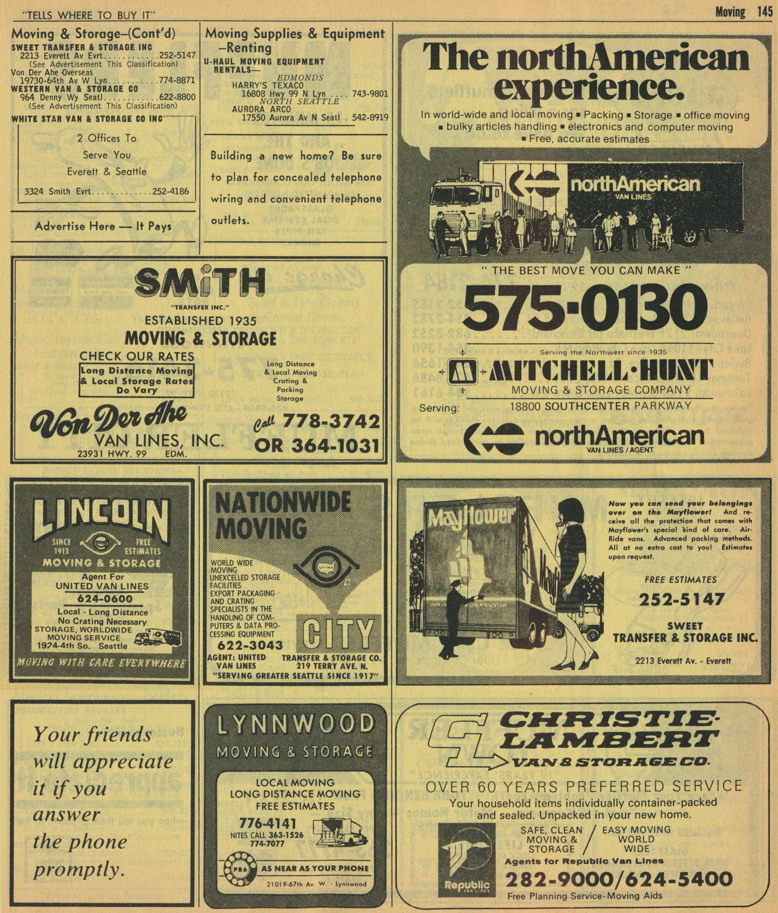 "TELLS WHERE TO BUY IT"
Moving 145
Moving & Storage-(Cont'd)
SWEET TRANSFER & STORAGE INC
2213 Everett Av Evrt...........252-5147
(See Advertisement This Classification)
Von Der Ahe Overseas
19730-64th Av W Lyn...........774-8871
WESTERN VAN & STORAGE CO
964 Denny Wy Seatl...........622-8800
(See Advertisement This Classification)
WHITE STAR VAN & STORAGE CO INC
2 Offices To
Serve You
Everett & Seattle
3324 Smith Evrt.............252-4186
Advertise Here — It Pays
Moving Supplies & Equipment
-Renting
U-HAUL MOVING EQUIPMENT
RENTALS—
EDMONDS
HARRY'S TEXACO
16808 Hwy 99 N Lyn .... 743-9801
NORTH SEATTLE
AURORA ARCO
17550 Aurora Av N Seatl . 542-8919
Building a new home? Be sure
to plan for concealed telephone
wiring and convenient telephone
outlets.
The northAmerican
experience.
In world-wide and local moving ▪ Packing ▪ Storage ▪ office moving
▪ bulky articles handling ▪ electronics and computer moving
▪ Free, accurate estimates
northAmerican
VAN LINES
"THE BEST MOVE YOU CAN MAKE"
575-0130
Serving the Northwest since 1935
M MITCHELL·HUNT
MOVING & STORAGE COMPANY
Serving: 18800 SOUTHCENTER PARKWAY
northAmerican
VAN LINES / AGENT
SMiTH
"TRANSFER INC."
ESTABLISHED 1935
MOVING & STORAGE
CHECK OUR RATES
Long Distance Moving
& Local Storage Rates
Do Vary
Long Distance
& Local Moving
Crating &
Packing
Storage
Von Der Ahe
VAN LINES, INC.
23931 HWY. 99 EDM.
Call 778-3742
OR 364-1031
LINCOLN
SINCE
1913
FREE
ESTIMATES
MOVING & STORAGE
Agent For
UNITED VAN LINES
624-0600
Local - Long Distance
No Crating Necessary
STORAGE, WORLDWIDE
MOVING SERVICE
1924-4th So. Seattle
MOVING WITH CARE EVERYWHERE
NATIONWIDE
MOVING
WORLD WIDE
MOVING
UNEXCELLED STORAGE
FACILITIES
EXPORT PACKAGING
AND CRATING
SPECIALISTS IN THE
HANDLING OF COM-
PUTERS & DATA PRO-
CESSING EQUIPMENT
622-3043
CITY
AGENT: UNITED
VAN LINES
TRANSFER & STORAGE CO.
219 TERRY AVE. N.
"SERVING GREATER SEATTLE SINCE 1917"
Mayflower
Now you can send your belongings
over on the Mayflower! And re-
ceive all the protection that comes with
Mayflower's special kind of care. Air-
Ride vans. Advanced packing methods.
All at no extra cost to you! Estimates
upon request.
FREE ESTIMATES
252-5147
SWEET
TRANSFER & STORAGE INC.
2213 Everett Av. - Everett
Your friends
will appreciate
it if you
answer
the phone
promptly.
LYNNWOOD
MOVING & STORAGE
LOCAL MOVING
LONG DISTANCE MOVING
FREE ESTIMATES
776-4141
NITES CALL 363-1526
774-7077
AS NEAR AS YOUR PHONE
21019-67th Av. W. - Lynnwood
CHRISTIE-
LAMBERT
VAN & STORAGE CO.
OVER 60 YEARS PREFERRED SERVICE
Your household items individually container-packed
and sealed. Unpacked in your new home.
SAFE, CLEAN
MOVING &
STORAGE
EASY MOVING
WORLD
WIDE
Republic
VAN LINES
Agents for Republic Van Lines
282-9000/624-5400
Free Planning Service-Moving Aids